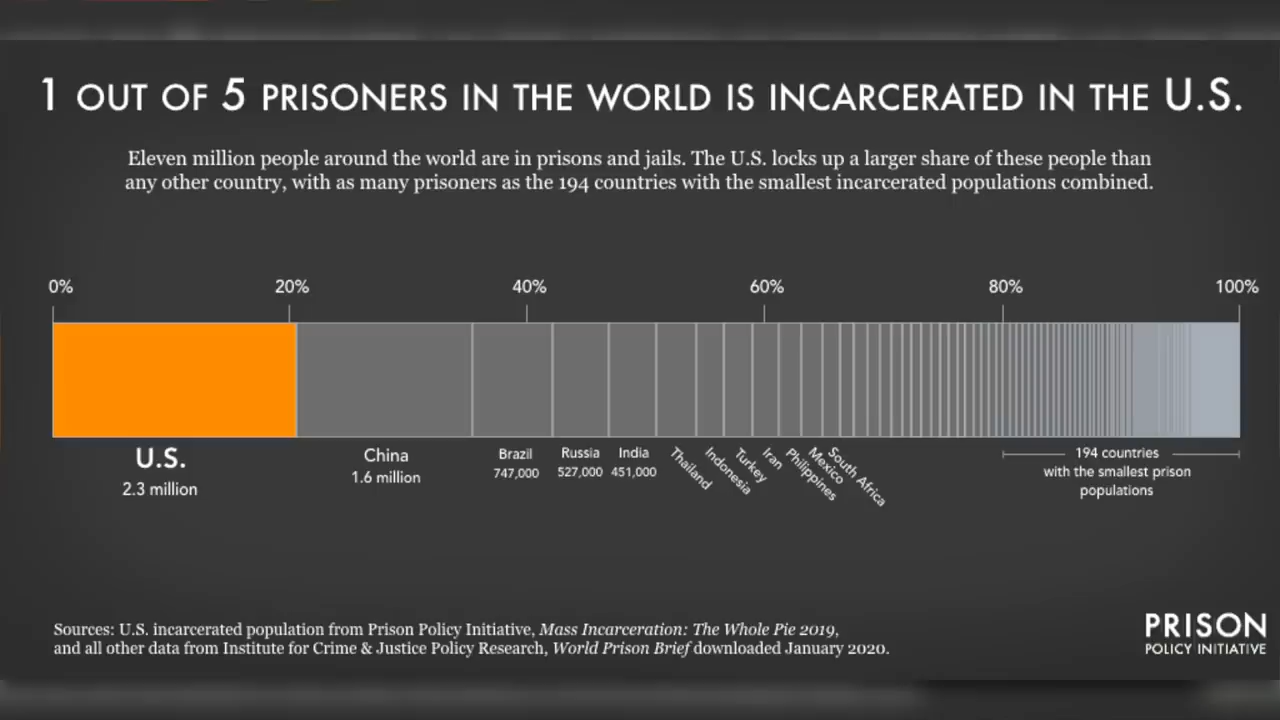 1 OUT OF 5 PRISONERS IN THE WORLD IS INCARCERATED IN THE U.S.
Eleven million people around the world are in prisons and jails. The U.S. locks up a larger share of these people than
any other country, with as many prisoners as the 194 countries with the smallest incarcerated populations combined.
0% 20% 40% 60% 80% 100%
U.S.
2.3 million
China
1.6 million
Brazil
747,000
Russia
527,000
India
451,000
Thailand
Indonesia
Turkey
Iran
Philippines
Mexico
South Africa
194 countries
with the smallest prison
populations
Sources: U.S. incarcerated population from Prison Policy Initiative, Mass Incarceration: The Whole Pie 2019,
and all other data from Institute for Crime & Justice Policy Research, World Prison Brief downloaded January 2020.
PRISON
POLICY INITIATIVE